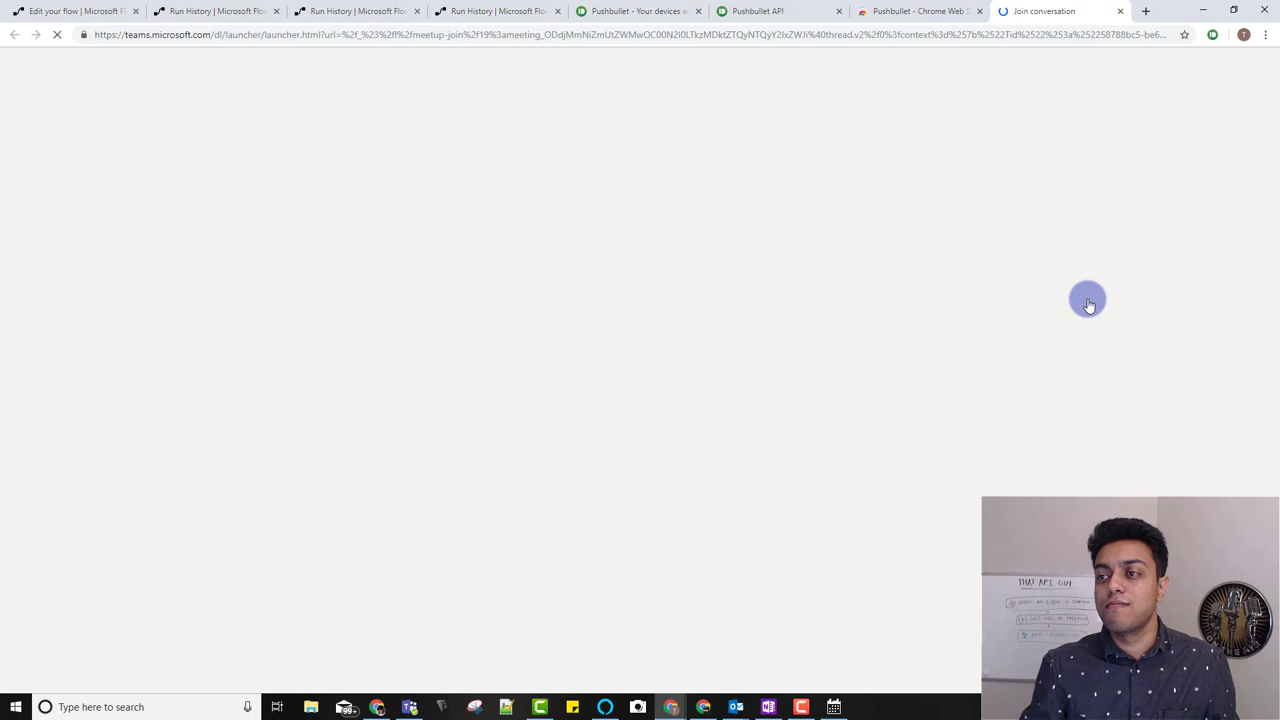 Edit your flow | Microsoft Fl
Run History | Microsoft Flo
Run History | Microsoft Flo
Run History | Microsoft Flo
Pushbullet - Your devices w
Pushbullet API
Pushbullet - Chrome Web S
Join conversation
https://teams.microsoft.com/dl/launcher/launcher.html?url=%2f_%23%2fl%2fmeetup-join%2f19%3ameeting_ODdjMmNiZmUtZWMwOC00N2I0LTkzMDktZTQyNTQyY2IxZWJi%40thread.v2%2f0%3fcontext%3d%257b%2522Tid%2522%253a%252258788bc5-be6...
T
THAT API GUY
Type here to search
99+